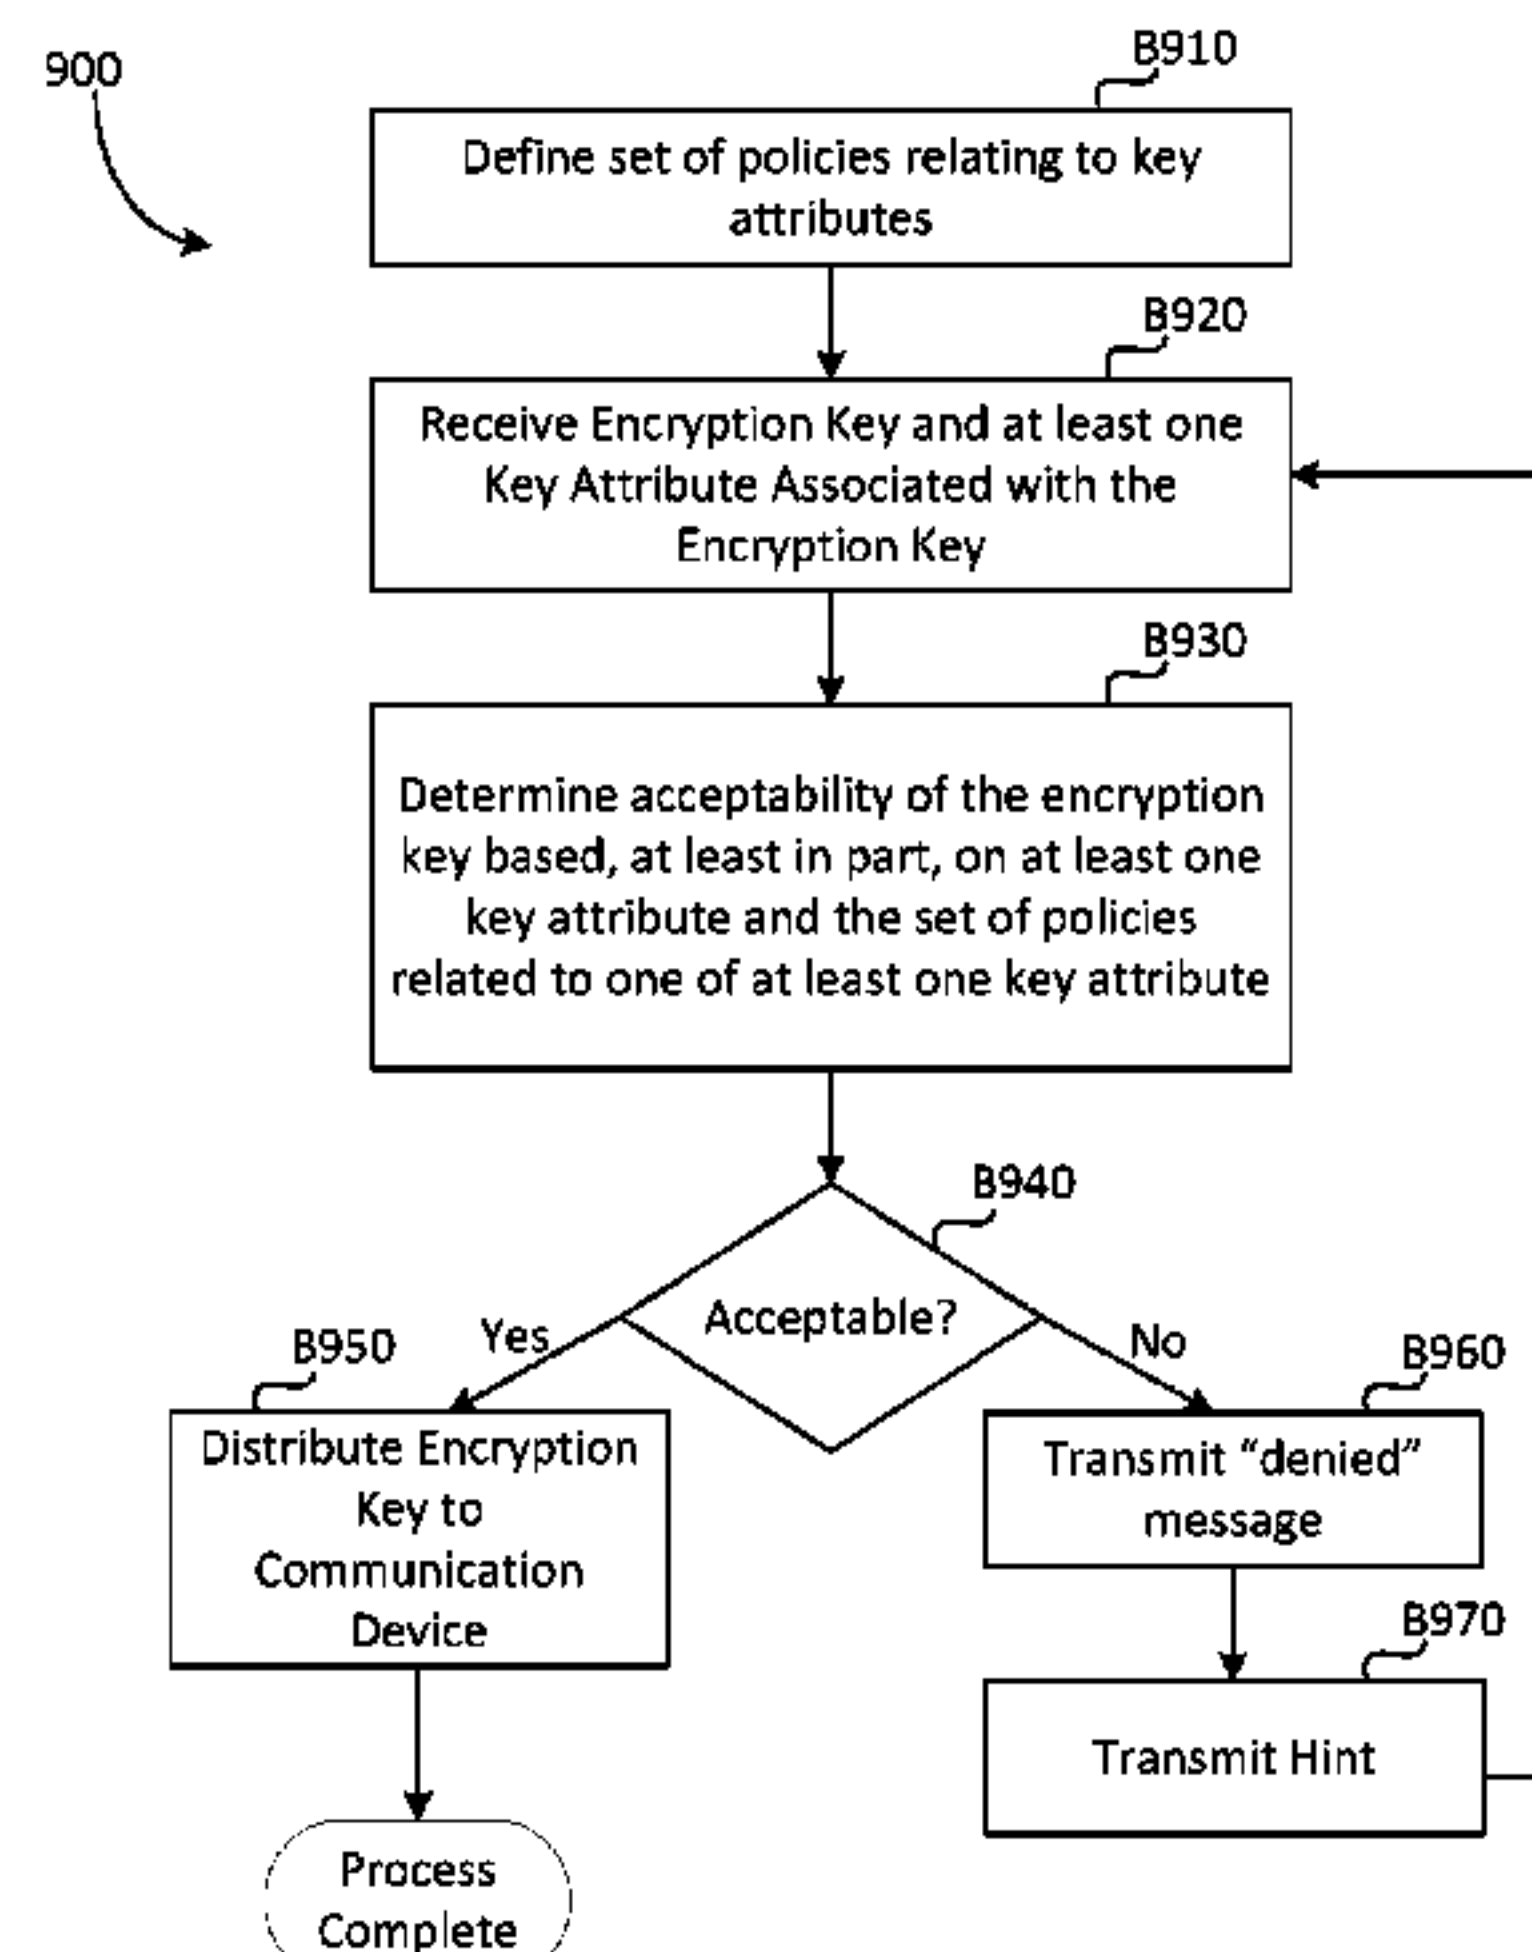 900
B910
Define set of policies relating to key
attributes
B920
Receive Encryption Key and at least one
Key Attribute Associated with the
Encryption Key
B930
Determine acceptability of the encryption
key based, at least in part, on at least one
key attribute and the set of policies
related to one of at least one key attribute
B940
Acceptable?
Yes
No
B950
Distribute Encryption
Key to
Communication
Device
B960
Transmit “denied”
message
B970
Transmit Hint
Process
Complete